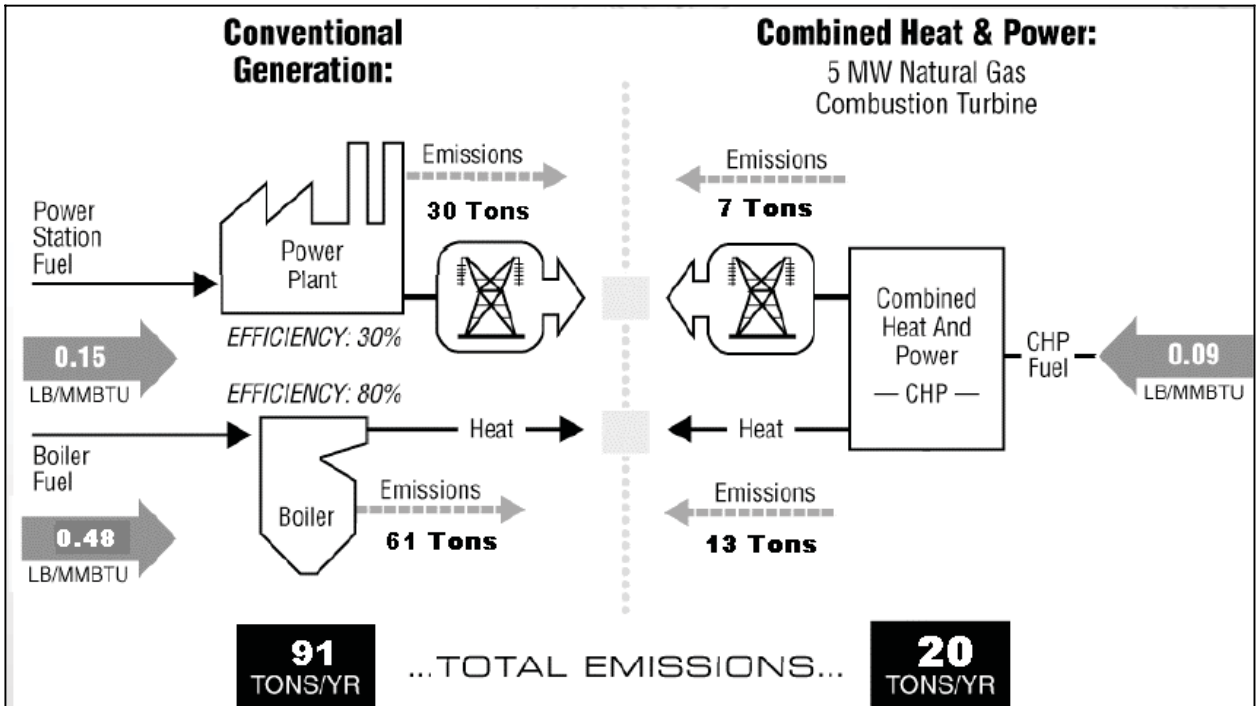 Conventional
Generation:
Combined Heat & Power:
5 MW Natural Gas
Combustion Turbine
Emissions
30 Tons
Emissions
7 Tons
Power
Station
Fuel
Power
Plant
EFFICIENCY: 30%
0.15
LB/MMBTU
Combined
Heat And
Power
— CHP —
CHP
Fuel
0.09
LB/MMBTU
EFFICIENCY: 80%
Heat
Heat
Boiler
Fuel
Boiler
Emissions
61 Tons
Emissions
13 Tons
0.48
LB/MMBTU
91
TONS/YR
...TOTAL EMISSIONS...
20
TONS/YR